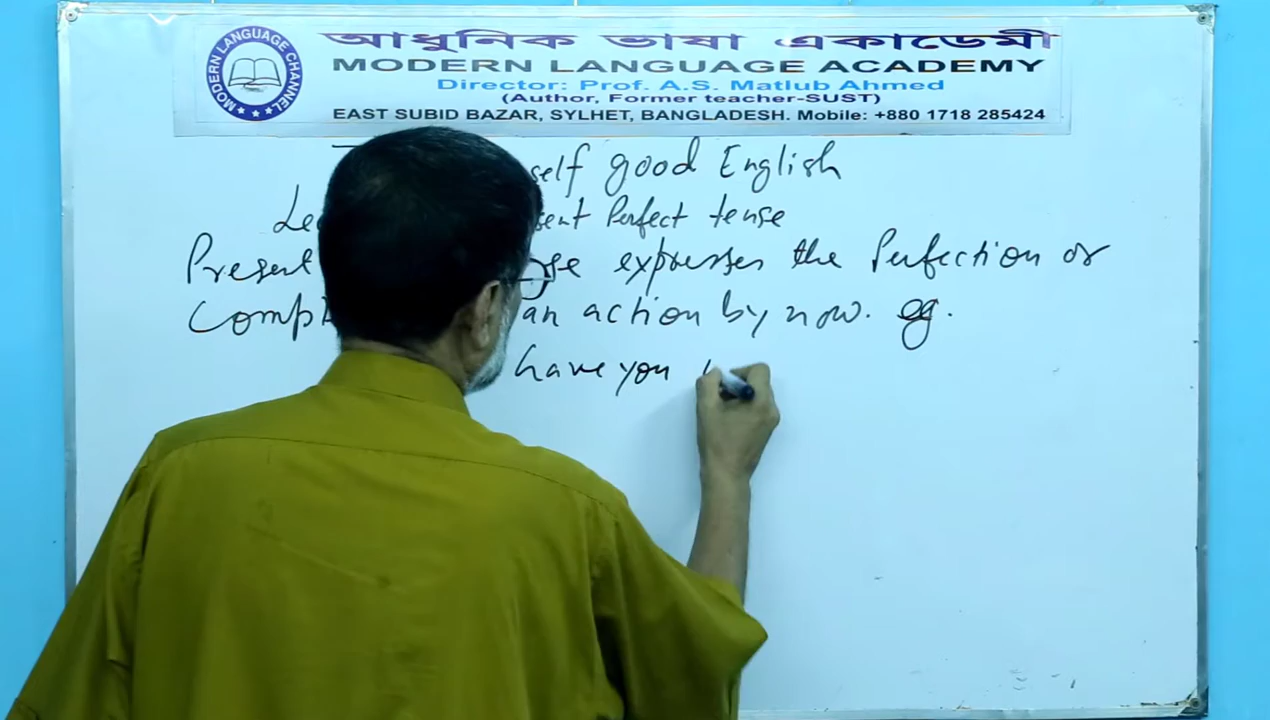 MODERN LANGUAGE CHANNEL
আধুনিক ভাষা একাডেমী
MODERN LANGUAGE ACADEMY
Director: Prof. A.S. Matlub Ahmed
(Author, Former teacher-SUST)
EAST SUBID BAZAR, SYLHET, BANGLADESH. Mobile: +880 1718 285424
self good English
Le sent Perfect tense
Present se expresses the Perfection or
Comp an action by now. eg.
have you